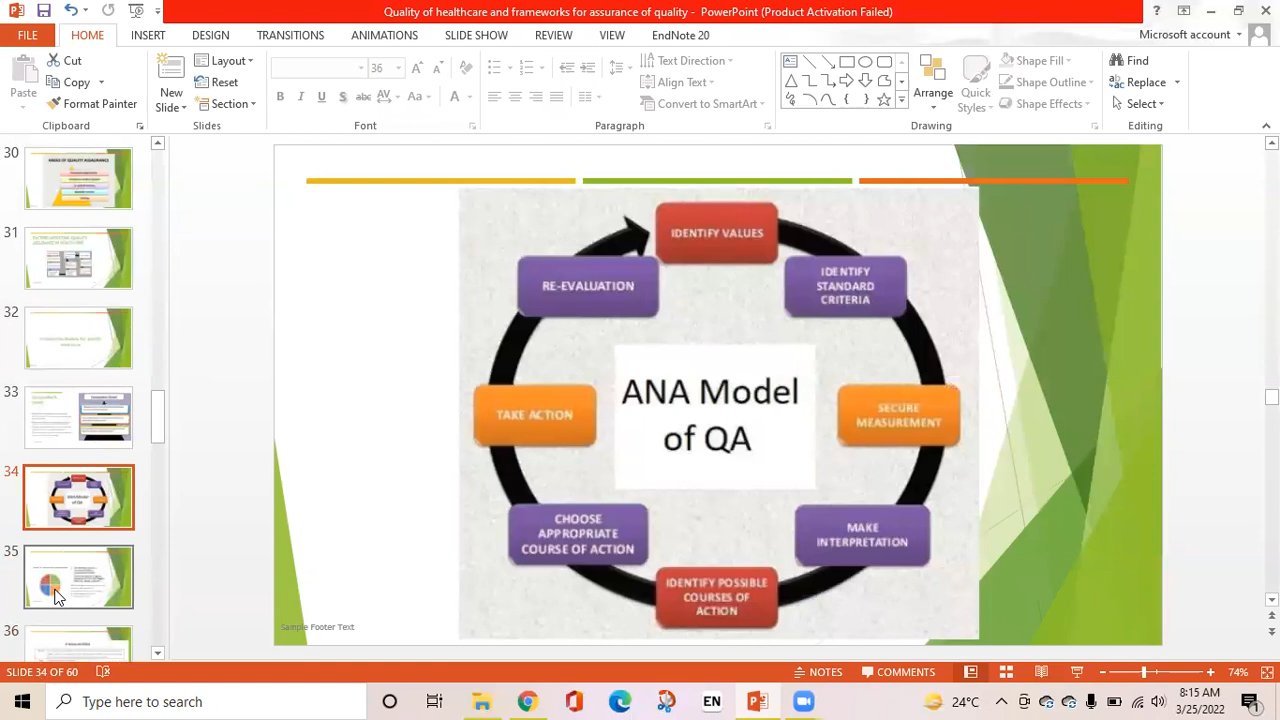 Quality of healthcare and frameworks for assurance of quality - PowerPoint (Product Activation Failed)
FILE HOME INSERT DESIGN TRANSITIONS ANIMATIONS SLIDE SHOW REVIEW VIEW EndNote 20
Microsoft account
Paste
Cut
Copy
Format Painter
Clipboard
New
Slide
Layout
Reset
Section
Slides
36
B I U S abc AV Aa A
Font
Text Direction
Align Text
Convert to SmartArt
Paragraph
Arrange
Quick
Styles
Shape Fill
Shape Outline
Shape Effects
Drawing
Find
Replace
Select
Editing
30
31
32
33
34
35
36
IDENTIFY VALUES
IDENTIFY
STANDARD
CRITERIA
SECURE
MEASUREMENT
MAKE
INTERPRETATION
IDENTIFY POSSIBLE
COURSES OF
ACTION
CHOOSE
APPROPRIATE
COURSE OF ACTION
TAKE ACTION
RE-EVALUATION
ANA Model
of QA
Sample Footer Text
SLIDE 34 OF 60
NOTES
COMMENTS
74%
Type here to search
EN
24°C
8:15 AM
3/25/2022